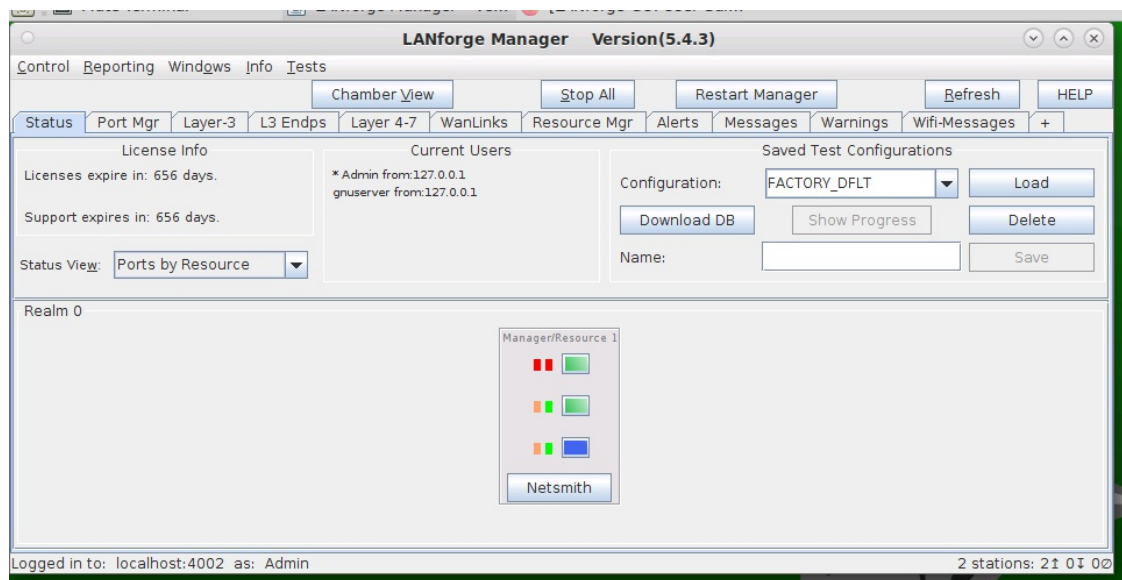 LANforge Manager Version(5.4.3)
Control Reporting Windows Info Tests
Chamber View Stop All Restart Manager Refresh HELP
Status Port Mgr Layer-3 L3 Endps Layer 4-7 WanLinks Resource Mgr Alerts Messages Warnings Wifi-Messages +
License Info
Licenses expire in: 656 days.
Support expires in: 656 days.
Status View: Ports by Resource
Current Users
* Admin from:127.0.0.1
gnuserver from:127.0.0.1
Saved Test Configurations
Configuration: FACTORY_DFLT Load
Download DB Show Progress Delete
Name: Save
Realm 0
Manager/Resource 1
Netsmith
Logged in to: localhost:4002 as: Admin
2 stations: 2↥ 0↧ 0∅